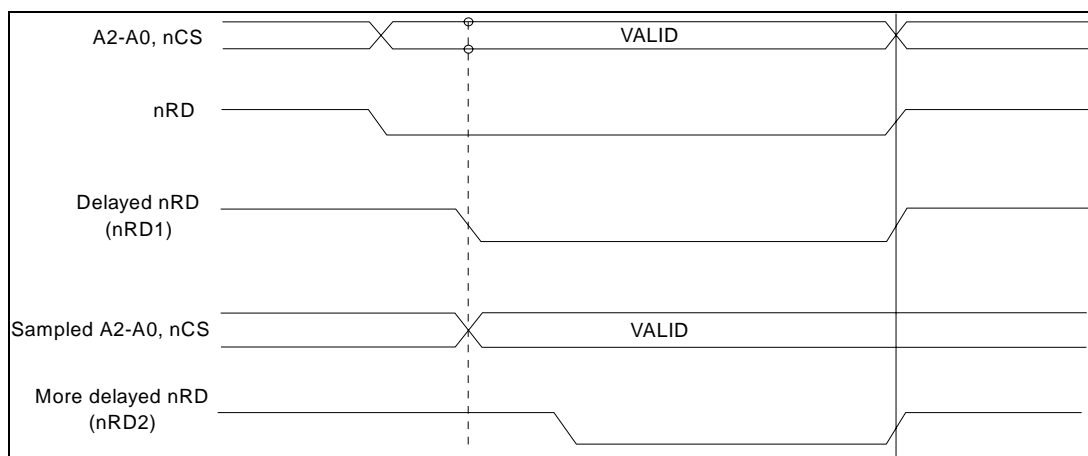 A2-A0, nCS
VALID
nRD
Delayed nRD
(nRD1)
Sampled A2-A0, nCS
VALID
More delayed nRD
(nRD2)